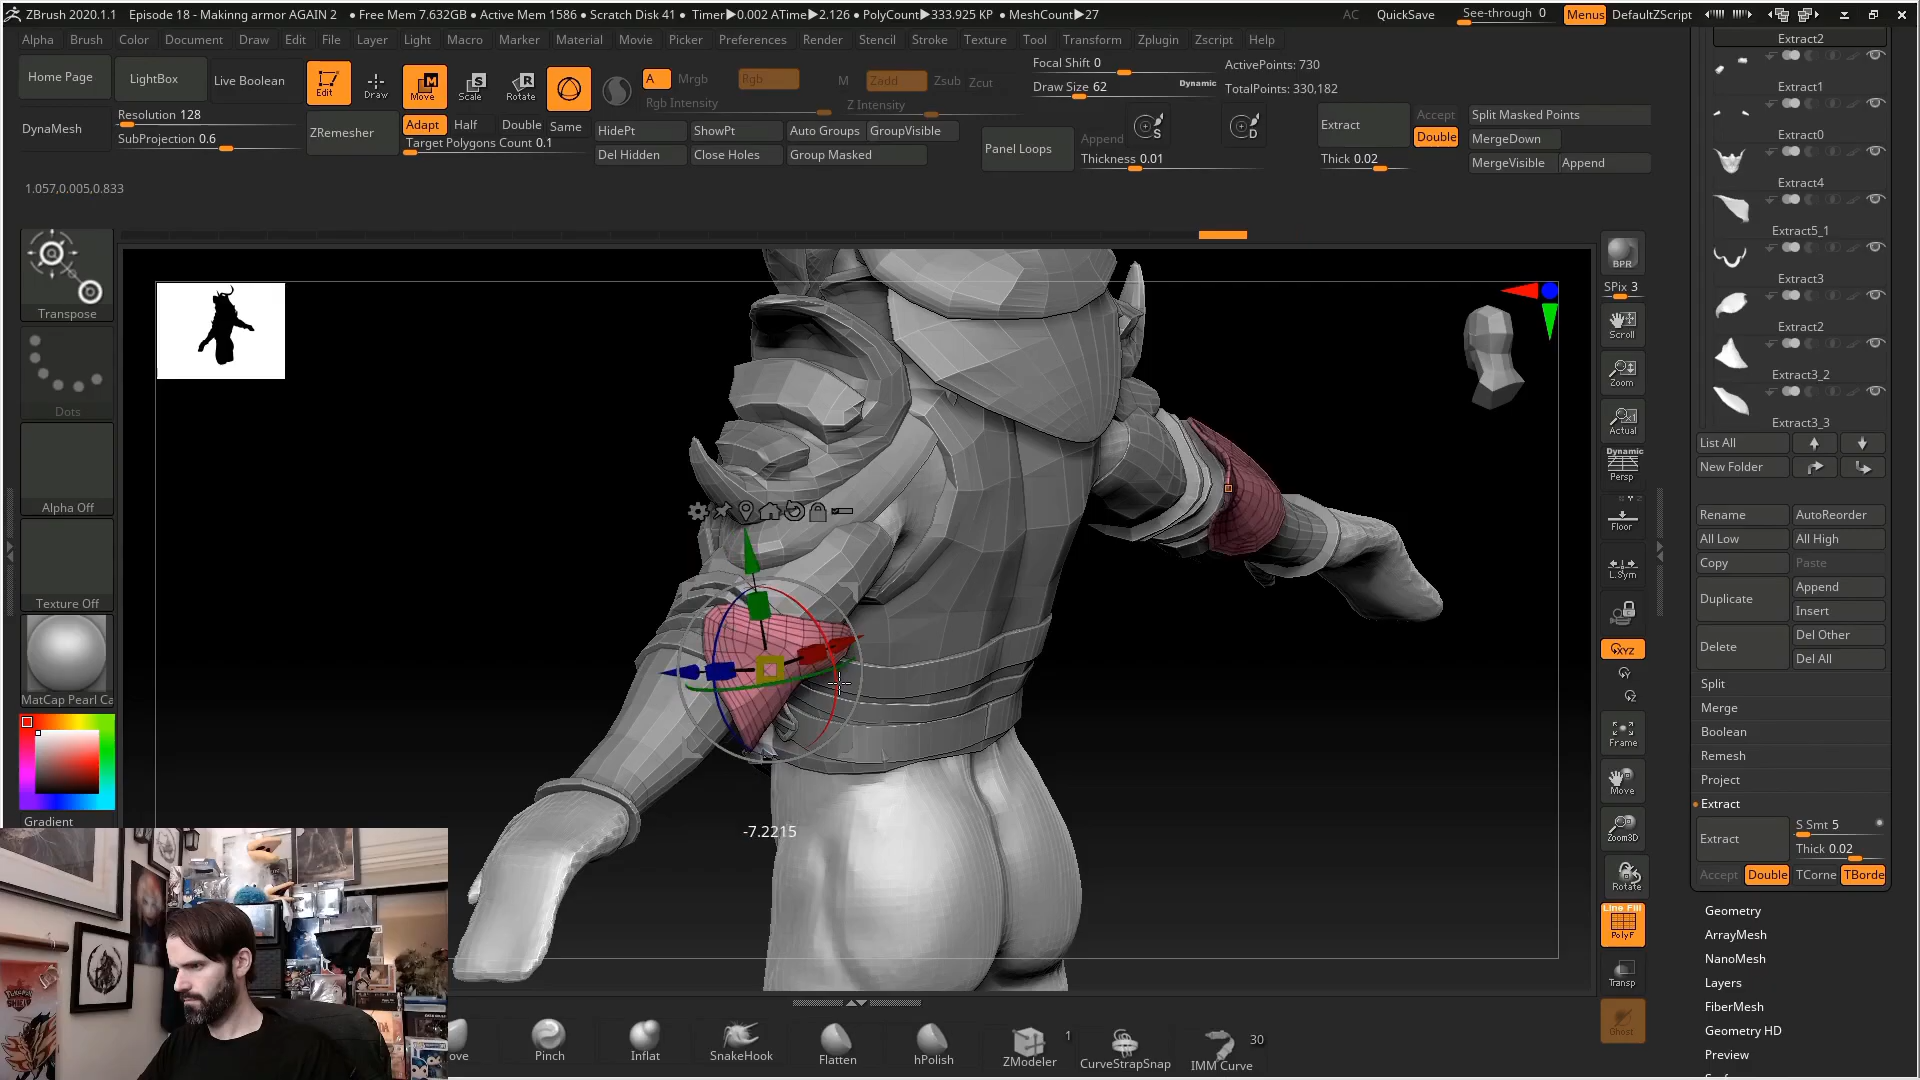 ZBrush 2020.1.1 Episode 18 - Makinng armor AGAIN 2 ● Free Mem 7.632GB ● Active Mem 1586 ● Scratch Disk 41 ● Timer▶0.002 ATime▶2.126 ● PolyCount▶333.925 KP ● MeshCount▶27 AC QuickSave See-through 0 Menus DefaultZScript
Alpha Brush Color Document Draw Edit File Layer Light Macro Marker Material Movie Picker Preferences Render Stencil Stroke Texture Tool Transform Zplugin Zscript Help
Home Page LightBox Live Boolean Edit Draw Move Scale Rotate A Mrgb Rgb M Zadd Zsub Zcut
Rgb Intensity Z Intensity
Focal Shift 0 ActivePoints: 730
Draw Size 62 Dynamic TotalPoints: 330,182
DynaMesh Resolution 128
SubProjection 0.6
ZRemesher Adapt Half Double Same
Target Polygons Count 0.1
HidePt ShowPt Auto Groups GroupVisible
Del Hidden Close Holes Group Masked
Panel Loops Append S D
Thickness 0.01
Extract Accept
Double
Thick 0.02
Split Masked Points
MergeDown
MergeVisible Append
1.057,0.005,0.833
Transpose
Dots
Alpha Off
Texture Off
MatCap Pearl Ca
Gradient
-7.2215
ove Pinch Inflat SnakeHook Flatten hPolish ZModeler 1 CurveStrapSnap IMM Curve 30
BPR
SPix 3
Scroll
Zoom
Actual
Dynamic
Persp
Floor
L.Sym
XYZ
Y
Z
Frame
Move
Zoom3D
Rotate
Line Fill
PolyF
Transp
Ghost
Extract2
Extract1
Extract0
Extract4
Extract5_1
Extract3
Extract2
Extract3_2
Extract3_3
List All
New Folder
Rename AutoReorder
All Low All High
Copy Paste
Duplicate Append
Insert
Delete Del Other
Del All
Split
Merge
Boolean
Remesh
Project
Extract
Extract S Smt 5
Thick 0.02
Accept Double TCorne TBorde
Geometry
ArrayMesh
NanoMesh
Layers
FiberMesh
Geometry HD
Preview